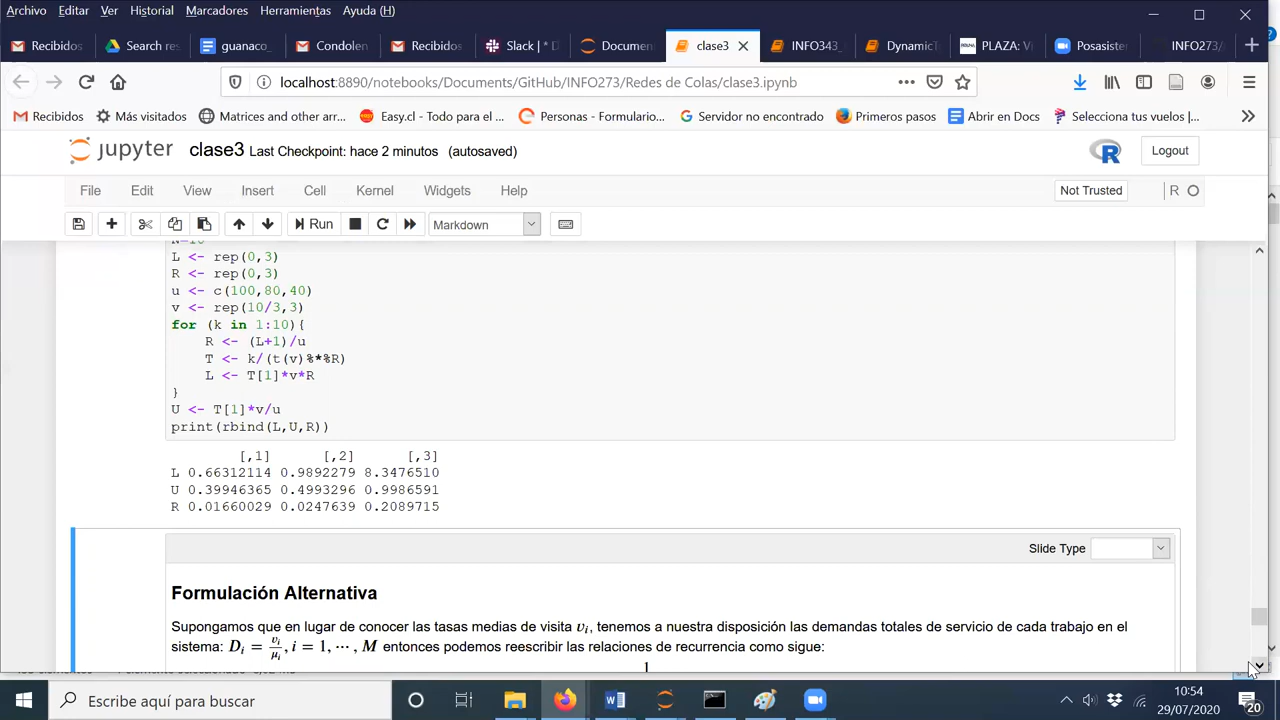 Archivo Editar Ver Historial Marcadores Herramientas Ayuda (H)
Recibidos Search res guanaco_ Condolen Recibidos Slack | * D Documen clase3 INFO343_ DynamicT PLAZA: Vi Posasister INFO273/
localhost:8890/notebooks/Documents/GitHub/INFO273/Redes de Colas/clase3.ipynb
Recibidos Más visitados Matrices and other arr... Easy.cl - Todo para el ... Personas - Formulario... Servidor no encontrado Primeros pasos Abrir en Docs Selecciona tus vuelos |...
jupyter clase3 Last Checkpoint: hace 2 minutos (autosaved) R Logout
File Edit View Insert Cell Kernel Widgets Help Not Trusted R
Run Markdown
N=10
L <- rep(0,3)
R <- rep(0,3)
u <- c(100,80,40)
v <- rep(10/3,3)
for (k in 1:10){
R <- (L+1)/u
T <- k/(t(v)%*%R)
L <- T[1]*v*R
}
U <- T[1]*v/u
print(rbind(L,U,R))
[,1] [,2] [,3]
L 0.66312114 0.9892279 8.3476510
U 0.39946365 0.4993296 0.9986591
R 0.01660029 0.0247639 0.2089715
Slide Type
Formulación Alternativa
Supongamos que en lugar de conocer las tasas medias de visita vᵢ, tenemos a nuestra disposición las demandas totales de servicio de cada trabajo en el
sistema: Dᵢ = vᵢ/μᵢ, i = 1, ⋯, M entonces podemos reescribir las relaciones de recurrencia como sigue:
1
Escribe aquí para buscar
10:54
29/07/2020
20